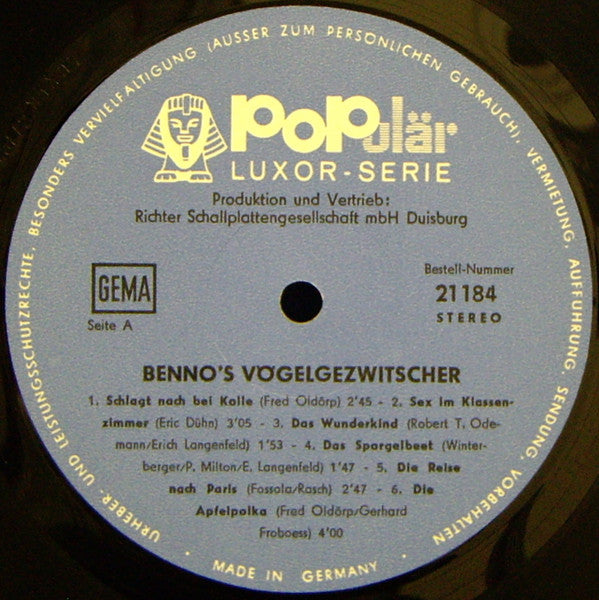 URHEBER- UND LEISTUNGSSCHUTZRECHTE, BESONDERS VERVIELFÄLTIGUNG (AUSSER ZUM PERSÖNLICHEN GEBRAUCH), VERMIETUNG, AUFFÜHRUNG, SENDUNG, VORBEHALTEN
POPulär
LUXOR-SERIE
Produktion und Vertrieb:
Richter Schallplattengesellschaft mbH Duisburg
GEMA
Seite A
Bestell-Nummer
21184
STEREO
BENNO'S VÖGELGEZWITSCHER
1. Schlagt nach bei Kolle (Fred Oldörp) 2'45 - 2. Sex im Klassen-
zimmer (Eric Dühn) 3'05 - 3. Das Wunderkind (Robert T. Ode-
mann/Erich Langenfeld) 1'53 - 4. Das Spargelbeet (Winter-
berger/P. Milton/E. Langenfeld) 1'47 - 5. Die Reise
nach Paris (Fossola/Rasch) 2'47 - 6. Die
Apfelpolka (Fred Oldörp/Gerhard
Froboess) 4'00
• MADE IN GERMANY •